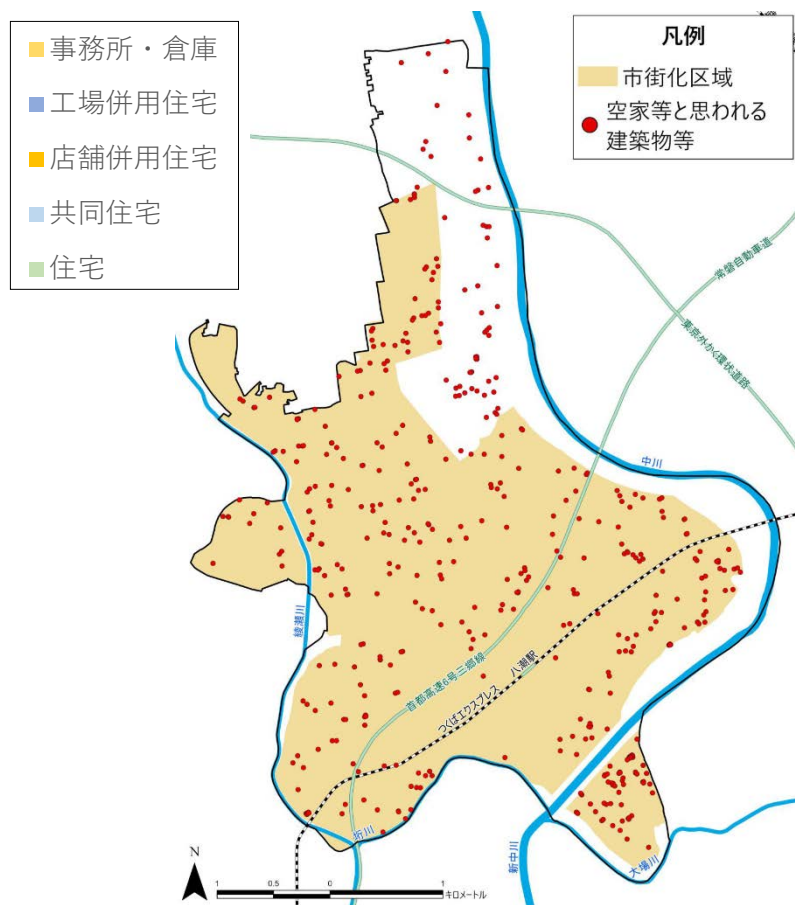 事務所・倉庫
工場併用住宅
店舗併用住宅
共同住宅
住宅
凡例
市街化区域
空家等と思われる
建築物等
常磐自動車道
東京外かく環状道路
中川
綾瀬川
首都高速6号三郷線
つくばエクスプレス 八潮駅
垳川
新中川
大場川
N
1 0.5 0 1
キロメートル